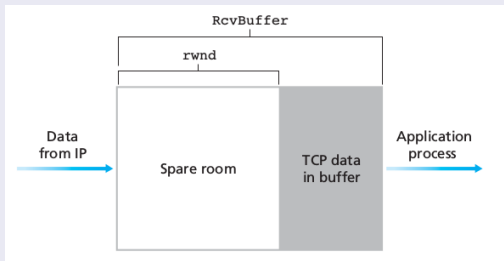 RcvBuffer
rwnd
Data
from IP
Spare room
TCP data
in buffer
Application
process